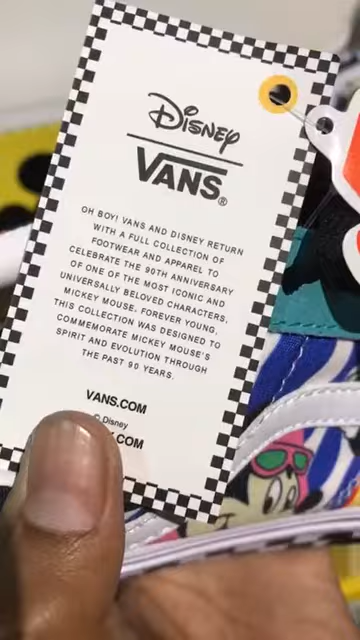 Disney
VANS®
OH BOY! VANS AND DISNEY RETURN
WITH A FULL COLLECTION OF
FOOTWEAR AND APPAREL TO
CELEBRATE THE 90TH ANNIVERSARY
OF ONE OF THE MOST ICONIC AND
UNIVERSALLY BELOVED CHARACTERS,
MICKEY MOUSE. FOREVER YOUNG,
THIS COLLECTION WAS DESIGNED TO
COMMEMORATE MICKEY MOUSE'S
SPIRIT AND EVOLUTION THROUGH
THE PAST 90 YEARS.
VANS.COM
© Disney
.COM